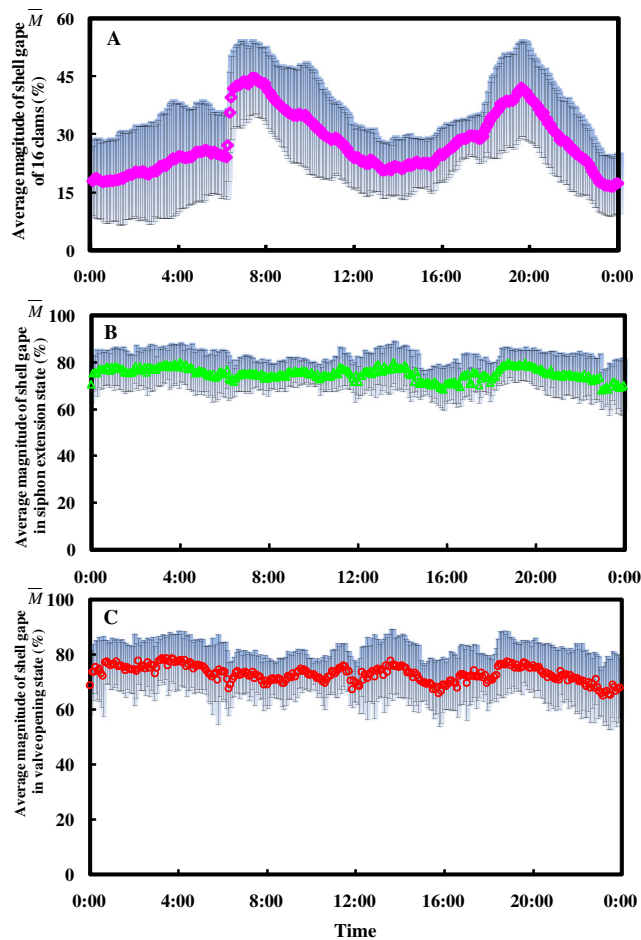 M
Average magitude of shell gape
of 16 clams (%)
A
60
45
30
15
0
0:00 4:00 8:00 12:00 16:00 20:00 0:00
M
Average magnitude of shell gape
in siphon extension state (%)
B
100
80
60
40
20
0
0:00 4:00 8:00 12:00 16:00 20:00 0:00
M
Average magnitude of shell gape
in valve opening state (%)
C
100
80
60
40
20
0
0:00 4:00 8:00 12:00 16:00 20:00 0:00
Time